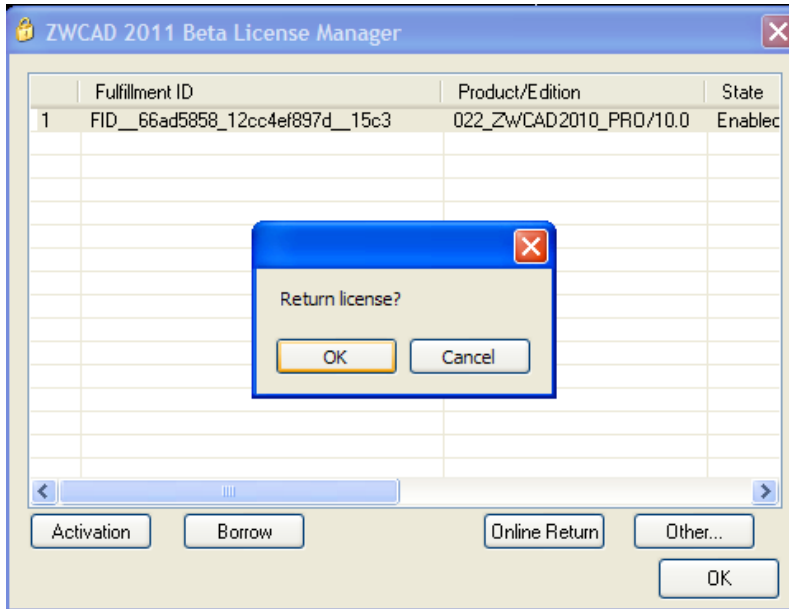 ZWCAD 2011 Beta License Manager
Fulfillment ID Product/Edition State
1 FID__66ad5858_12cc4ef897d__15c3 022_ZWCAD2010_PRO/10.0 Enabled
Return license?
OK Cancel
Activation Borrow Online Return Other...
OK